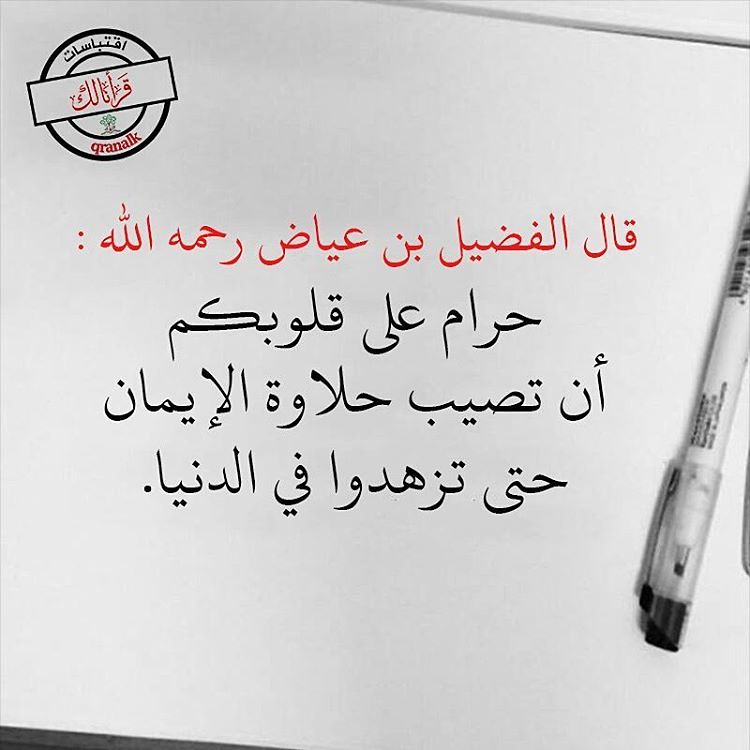 اقتباسات
قرأنالك
qranalk
قال الفضيل بن عياض رحمه الله :
حرام على قلوبكم
أن تصيب حلاوة الإيمان
حتى تزهدوا في الدنيا.